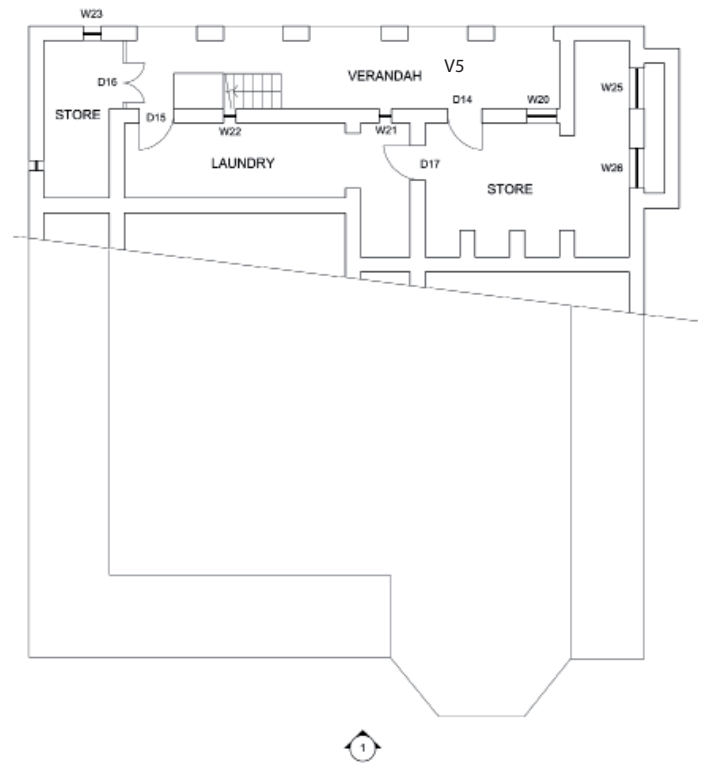 W23
V5
VERANDAH
D16
W25
D14
W20
STORE
D15
W22
W21
LAUNDRY
D17
W26
STORE
1